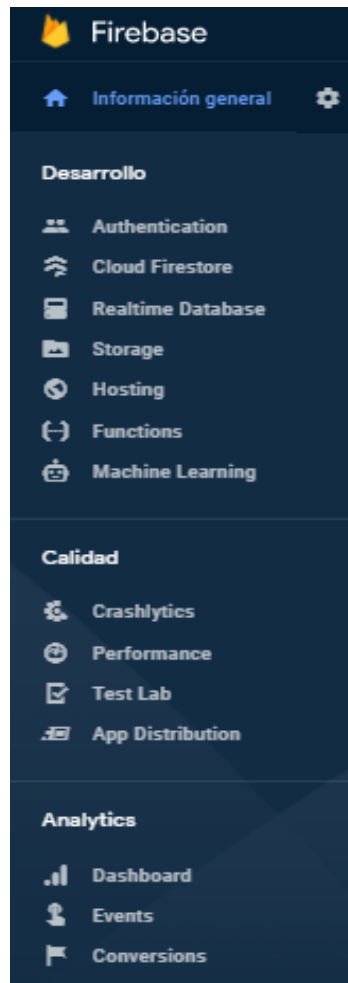 Firebase
Información general
Desarrollo
Authentication
Cloud Firestore
Realtime Database
Storage
Hosting
Functions
Machine Learning
Calidad
Crashlytics
Performance
Test Lab
App Distribution
Analytics
Dashboard
Events
Conversions